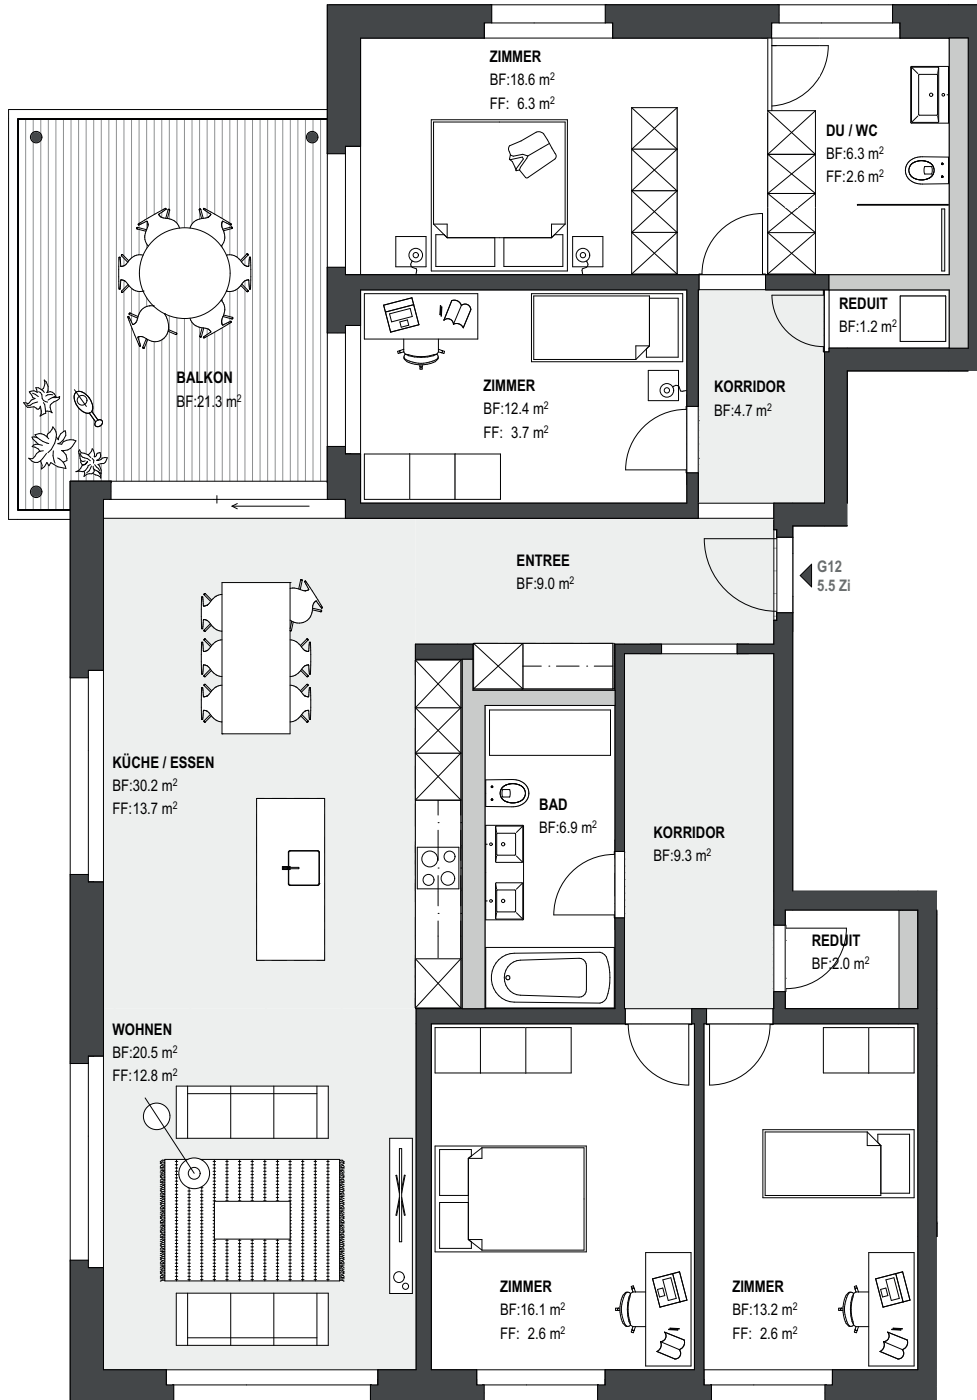 ZIMMER
BF:18.6 m²
FF: 6.3 m²
DU / WC
BF:6.3 m²
FF:2.6 m²
REDUIT
BF:1.2 m²
BALKON
BF:21.3 m²
ZIMMER
BF:12.4 m²
FF: 3.7 m²
KORRIDOR
BF:4.7 m²
ENTREE
BF:9.0 m²
G12
5.5 Zi
KÜCHE / ESSEN
BF:30.2 m²
FF:13.7 m²
BAD
BF:6.9 m²
KORRIDOR
BF:9.3 m²
REDUIT
BF:2.0 m²
WOHNEN
BF:20.5 m²
FF:12.8 m²
ZIMMER
BF:16.1 m²
FF: 2.6 m²
ZIMMER
BF:13.2 m²
FF: 2.6 m²